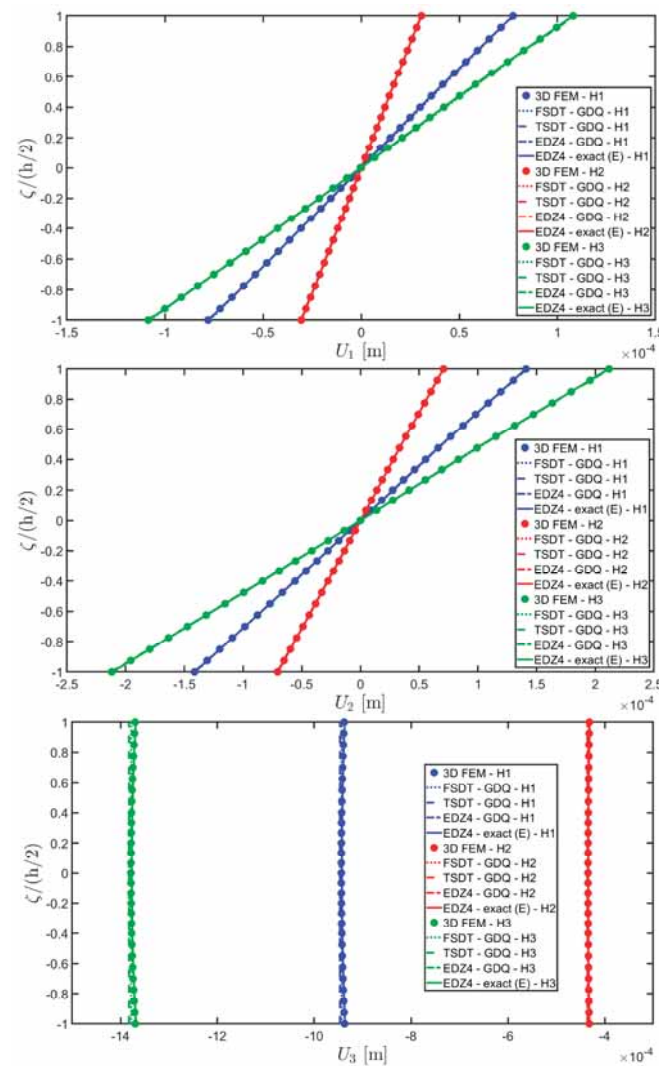 1
0.8
0.6
0.4
0.2
0
-0.2
-0.4
-0.6
-0.8
-1
ζ/(h/2)
3D FEM - H1
FSDT - GDQ - H1
TSDT - GDQ - H1
EDZ4 - GDQ - H1
EDZ4 - exact (E) - H1
3D FEM - H2
FSDT - GDQ - H2
TSDT - GDQ - H2
EDZ4 - GDQ - H2
EDZ4 - exact (E) - H2
3D FEM - H3
FSDT - GDQ - H3
TSDT - GDQ - H3
EDZ4 - GDQ - H3
EDZ4 - exact (E) - H3
-1.5 -1 -0.5 0 0.5 1 1.5
U₁ [m] ×10⁻⁴
1
0.8
0.6
0.4
0.2
0
-0.2
-0.4
-0.6
-0.8
-1
ζ/(h/2)
3D FEM - H1
FSDT - GDQ - H1
TSDT - GDQ - H1
EDZ4 - GDQ - H1
EDZ4 - exact (E) - H1
3D FEM - H2
FSDT - GDQ - H2
TSDT - GDQ - H2
EDZ4 - GDQ - H2
EDZ4 - exact (E) - H2
3D FEM - H3
FSDT - GDQ - H3
TSDT - GDQ - H3
EDZ4 - GDQ - H3
EDZ4 - exact (E) - H3
-2.5 -2 -1.5 -1 -0.5 0 0.5 1 1.5 2 2.5
U₂ [m] ×10⁻⁴
1
0.8
0.6
0.4
0.2
0
-0.2
-0.4
-0.6
-0.8
-1
ζ/(h/2)
3D FEM - H1
FSDT - GDQ - H1
TSDT - GDQ - H1
EDZ4 - GDQ - H1
EDZ4 - exact (E) - H1
3D FEM - H2
FSDT - GDQ - H2
TSDT - GDQ - H2
EDZ4 - GDQ - H2
EDZ4 - exact (E) - H2
3D FEM - H3
FSDT - GDQ - H3
TSDT - GDQ - H3
EDZ4 - GDQ - H3
EDZ4 - exact (E) - H3
-14 -12 -10 -8 -6 -4
U₃ [m] ×10⁻⁴